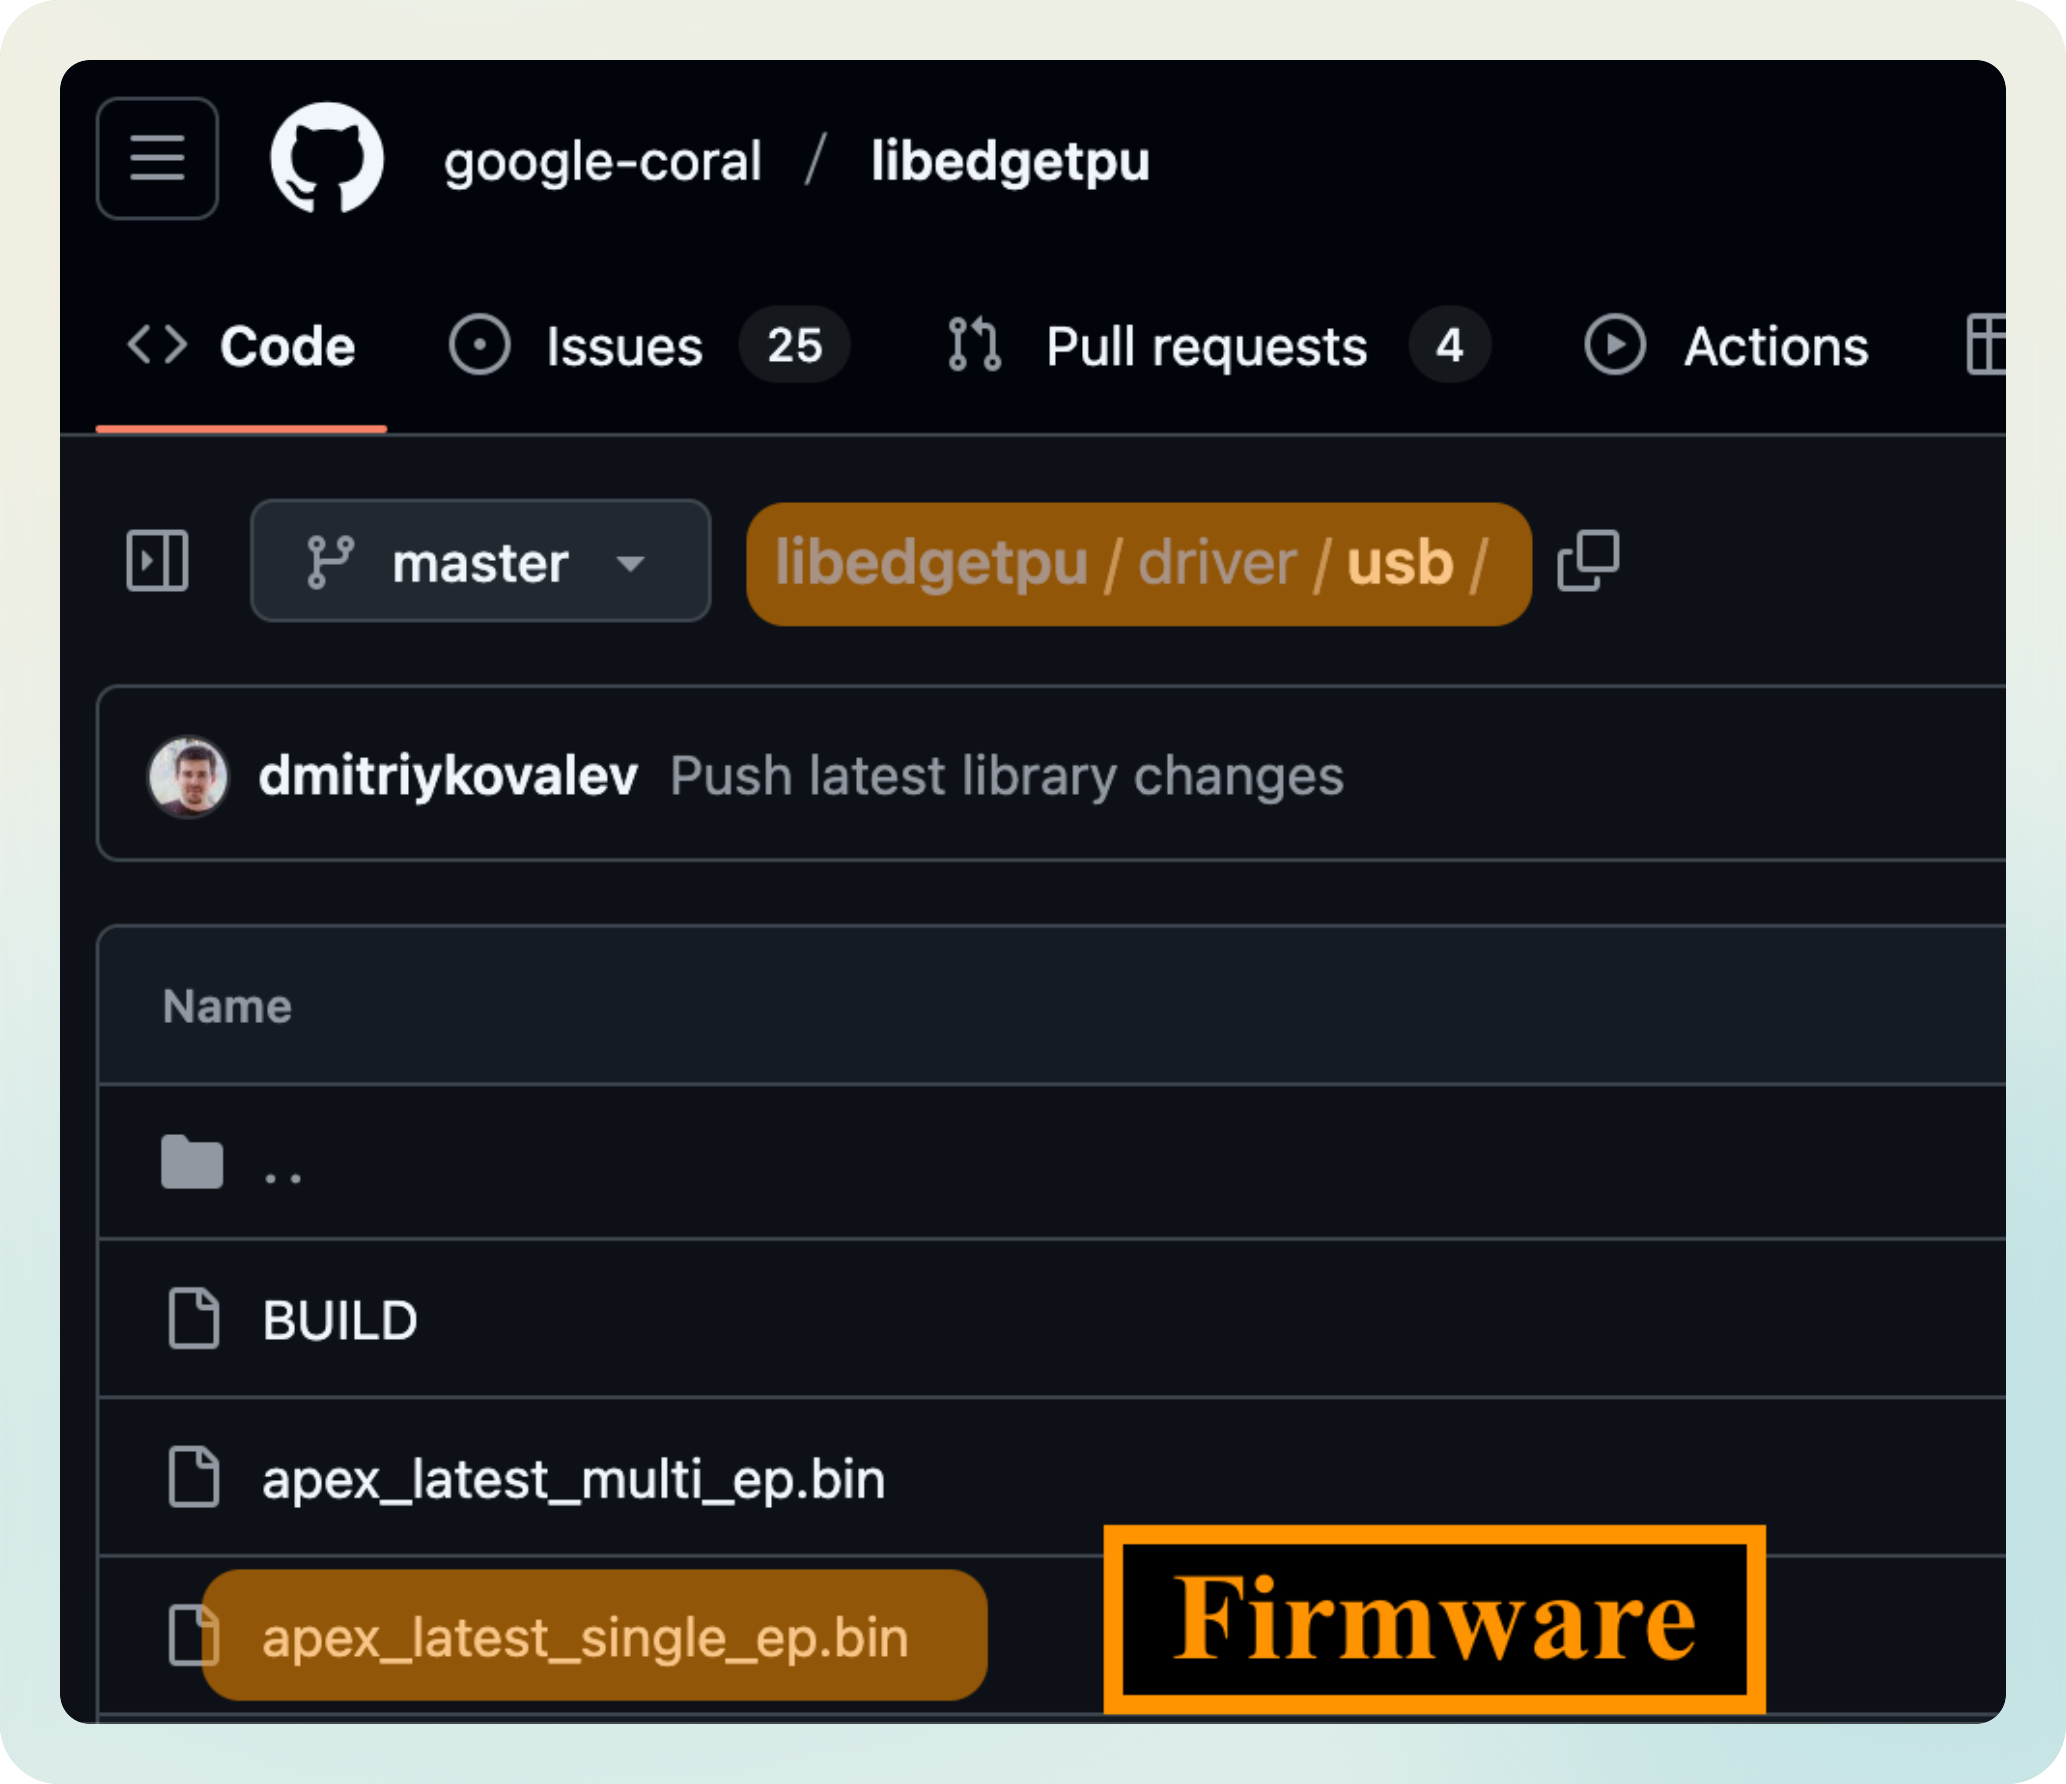 google-coral / libedgetpu
Code Issues 25 Pull requests 4 Actions
master libedgetpu / driver / usb /
dmitriykovalev Push latest library changes
Name
..
BUILD
apex_latest_multi_ep.bin
apex_latest_single_ep.bin Firmware